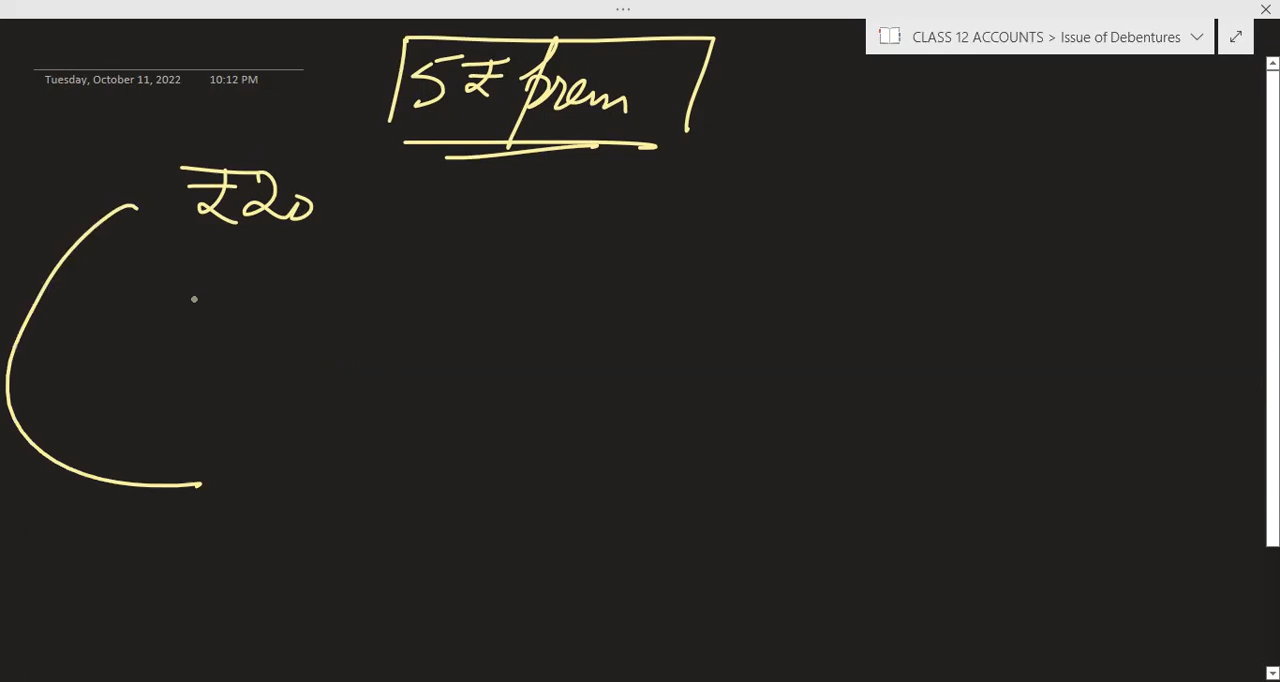 CLASS 12 ACCOUNTS > Issue of Debentures
Tuesday, October 11, 2022 10:12 PM
5₹ prem
₹20